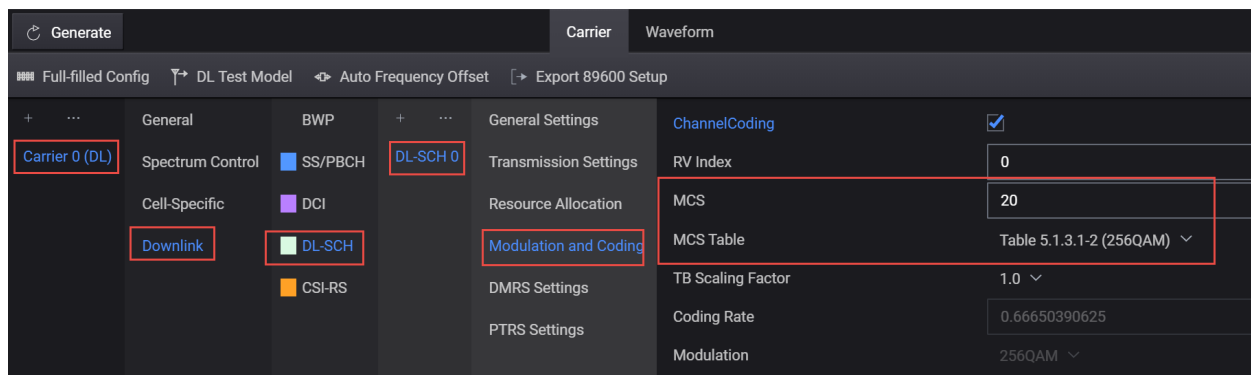 Generate
Carrier Waveform
Full-filled Config DL Test Model Auto Frequency Offset Export 89600 Setup
+ ... General BWP + ... General Settings ChannelCoding
Carrier 0 (DL) Spectrum Control SS/PBCH DL-SCH 0 Transmission Settings RV Index 0
Cell-Specific DCI Resource Allocation MCS 20
Downlink DL-SCH Modulation and Coding MCS Table Table 5.1.3.1-2 (256QAM)
CSI-RS DMRS Settings TB Scaling Factor 1.0
PTRS Settings Coding Rate 0.66650390625
Modulation 256QAM